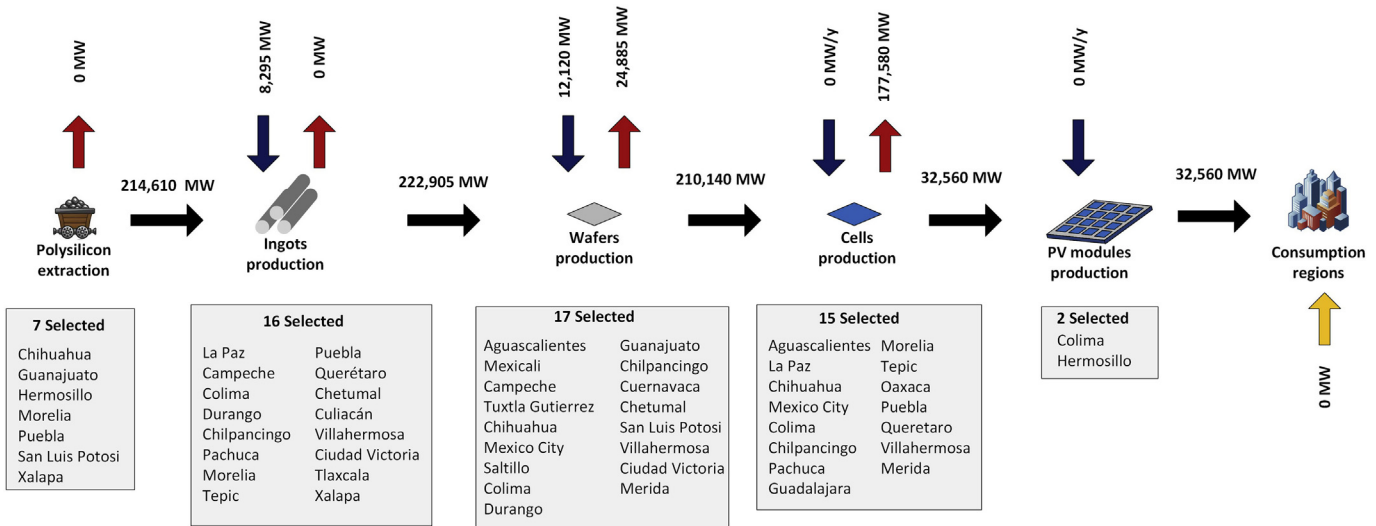 0 MW
8,295 MW
0 MW
12,120 MW
24,885 MW
0 MW/y
177,580 MW
0 MW/y
214,610 MW
222,905 MW
210,140 MW
32,560 MW
32,560 MW
Polysilicon
extraction
Ingots
production
Wafers
production
Cells
production
PV modules
production
Consumption
regions
0 MW
7 Selected
Chihuahua
Guanajuato
Hermosillo
Morelia
Puebla
San Luis Potosi
Xalapa
16 Selected
La Paz
Campeche
Colima
Durango
Chilpancingo
Pachuca
Morelia
Tepic
Puebla
Querétaro
Chetumal
Culiacán
Villahermosa
Ciudad Victoria
Tlaxcala
Xalapa
17 Selected
Aguascalientes
Mexicali
Campeche
Tuxtla Gutierrez
Chihuahua
Mexico City
Saltillo
Colima
Durango
Guanajuato
Chilpancingo
Cuernavaca
Chetumal
San Luis Potosi
Villahermosa
Ciudad Victoria
Merida
15 Selected
Aguascalientes
La Paz
Chihuahua
Mexico City
Colima
Chilpancingo
Pachuca
Guadalajara
Morelia
Tepic
Oaxaca
Puebla
Queretaro
Villahermosa
Merida
2 Selected
Colima
Hermosillo